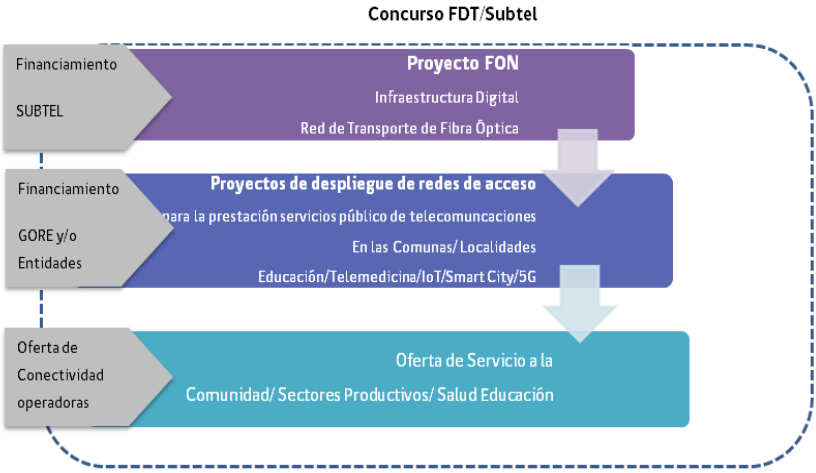 Concurso FDT/Subtel
Financiamiento
SUBTEL
Proyecto FON
Infraestructura Digital
Red de Transporte de Fibra Óptica
Financiamiento
GORE y/o
Entidades
Proyectos de despliegue de redes de acceso
para la prestación servicios público de telecomuncaciones
En las Comunas/ Localidades
Educación/Telemedicina/IoT/Smart City/5G
Oferta de
Conectividad
operadoras
Oferta de Servicio a la
Comunidad/ Sectores Productivos/ Salud Educación